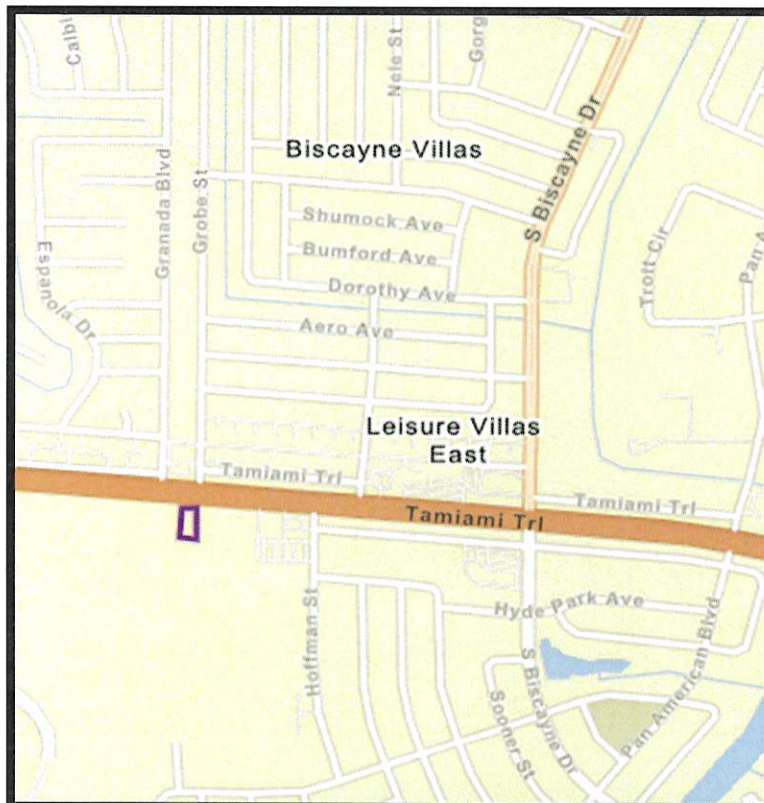 Calbi
Nele St
Gorg
S Biscayne Dr
Biscayne Villas
Granada Blvd
Grobe St
Shumock Ave
Bumford Ave
Dorothy Ave
Aero Ave
Espanola Dr
Trott Cir
Pan A
Leisure Villas
East
Tamiami Trl
Tamiami Trl
Tamiami Trl
Hyde Park Ave
Hoffman St
S Biscayne Dr
Sooner St
Pan American Blvd